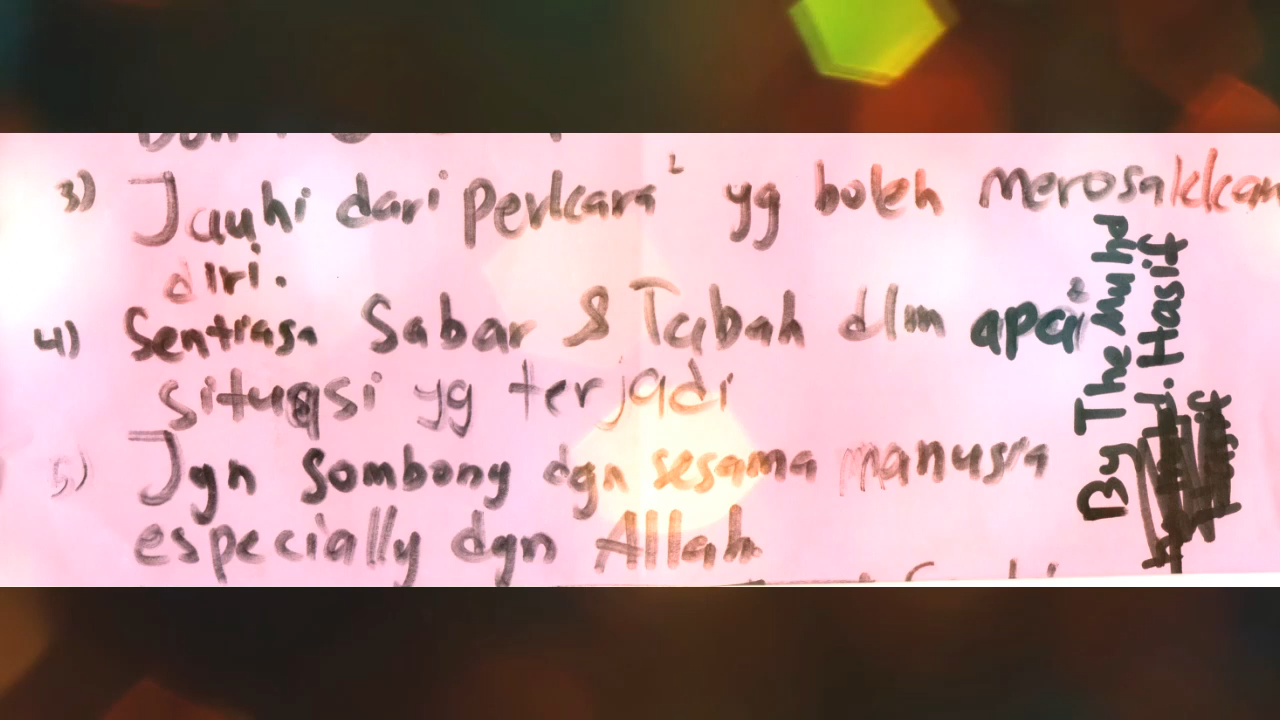 3) Jauhi dari Perkara² yg boleh merosakkan
diri.
4) Sentiasa Sabar & Tabah dlm apa²
situasi yg terjadi
5) Jgn sombong dgn sesama manusia
especially dgn Allah.
By The Muhd
. Hasif